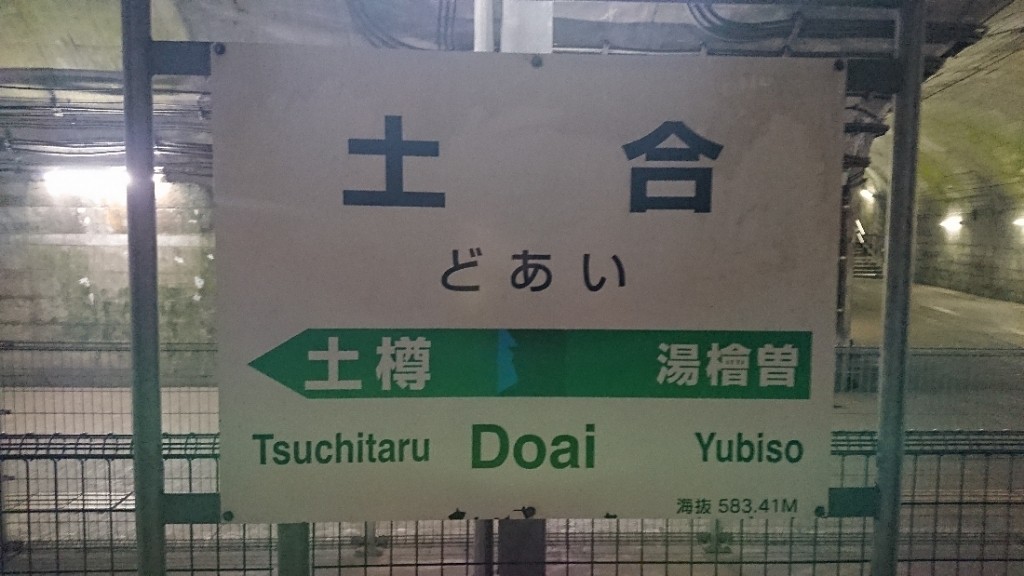 土合
どあい
土樽 湯檜曽
Tsuchitaru Doai Yubiso
海抜 583.41M